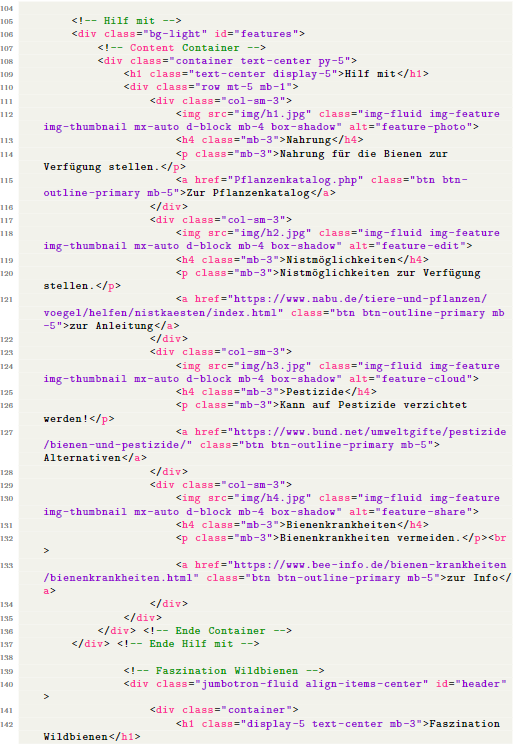 104
105 <!-- Hilf mit -->
106 <div class="bg-light" id="features">
107 <!-- Content Container -->
108 <div class="container text-center py-5">
109 <h1 class="text-center display-5">Hilf mit</h1>
110 <div class="row mt-5 mb-1">
111 <div class="col-sm-3">
112 <img src="img/h1.jpg" class="img-fluid img-feature
img-thumbnail mx-auto d-block mb-4 box-shadow" alt="feature-photo">
113 <h4 class="mb-3">Nahrung</h4>
114 <p class="mb-3">Nahrung für die Bienen zur
Verfügung stellen.</p>
115 <a href="Pflanzenkatalog.php" class="btn btn-
outline-primary mb-5">Zur Pflanzenkatalog</a>
116 </div>
117 <div class="col-sm-3">
118 <img src="img/h2.jpg" class="img-fluid img-feature
img-thumbnail mx-auto d-block mb-4 box-shadow" alt="feature-edit">
119 <h4 class="mb-3">Nistmöglichkeiten</h4>
120 <p class="mb-3">Nistmöglichkeiten zur Verfügung
stellen.</p>
121 <a href="https://www.nabu.de/tiere-und-pflanzen/
voegel/helfen/nistkaesten/index.html" class="btn btn-outline-primary mb
-5">zur Anleitung</a>
122 </div>
123 <div class="col-sm-3">
124 <img src="img/h3.jpg" class="img-fluid img-feature
img-thumbnail mx-auto d-block mb-4 box-shadow" alt="feature-cloud">
125 <h4 class="mb-3">Pestizide</h4>
126 <p class="mb-3">Kann auf Pestizide verzichtet
werden!</p>
127 <a href="https://www.bund.net/umweltgifte/pestizide
/bienen-und-pestizide/" class="btn btn-outline-primary mb-5">
Alternativen</a>
128 </div>
129 <div class="col-sm-3">
130 <img src="img/h4.jpg" class="img-fluid img-feature
img-thumbnail mx-auto d-block mb-4 box-shadow" alt="feature-share">
131 <h4 class="mb-3">Bienenkrankheiten</h4>
132 <p class="mb-3">Bienenkrankheiten vermeiden.</p><br
>
133 <a href="https://www.bee-info.de/bienen-krankheiten
/bienenkrankheiten.html" class="btn btn-outline-primary mb-5">zur Info</
a>
134 </div>
135 </div>
136 </div> <!-- Ende Container -->
137 </div> <!-- Ende Hilf mit -->
138
139 <!-- Faszination Wildbienen -->
140 <div class="jumbotron-fluid align-items-center" id="header"
>
141 <div class="container">
142 <h1 class="display-5 text-center mb-3">Faszination
Wildbienen</h1>